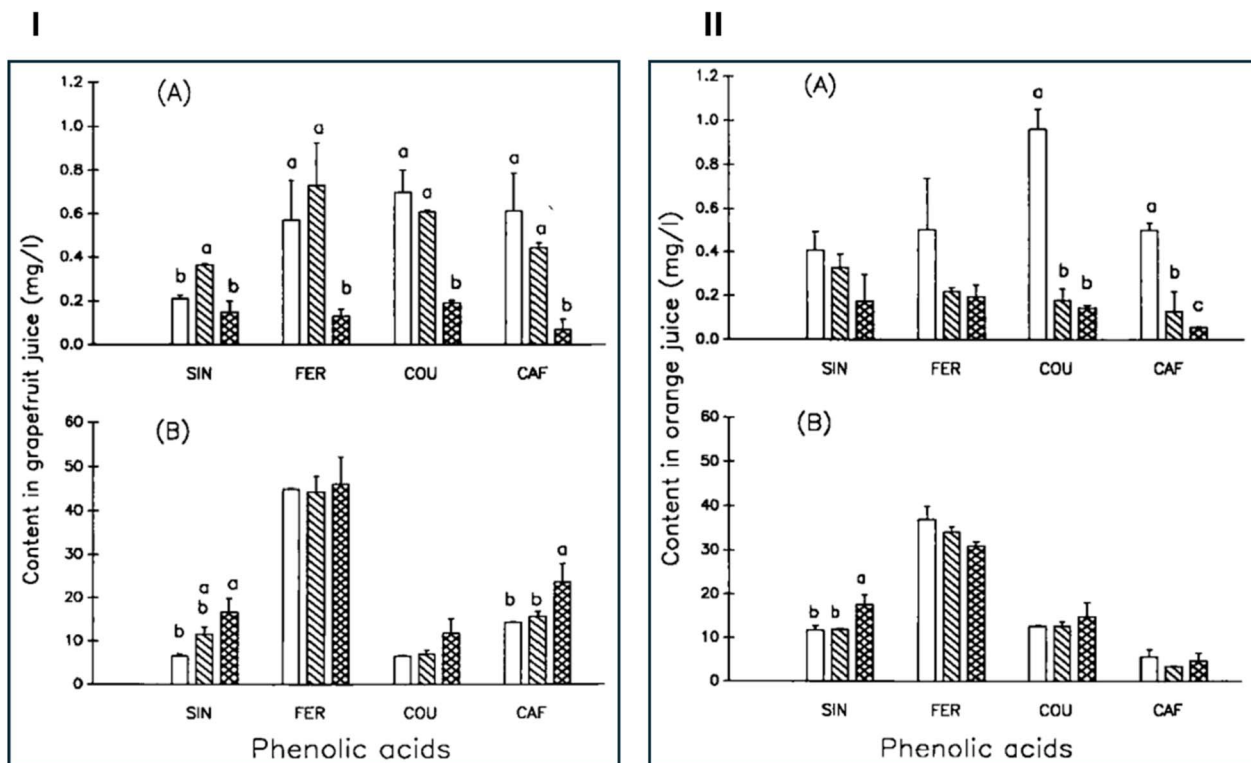 I
Content in grapefruit juice (mg/l)
(A)
1.2
1.0
0.8
0.6
0.4
0.2
0.0
b a b
a a b
a a b
a a b
SIN FER COU CAF
(B)
60
50
40
30
20
10
0
b a b a
b b a
SIN FER COU CAF
Phenolic acids
II
Content in orange juice (mg/l)
(A)
1.2
1.0
0.8
0.6
0.4
0.2
0.0
a b b
a b c
SIN FER COU CAF
(B)
60
50
40
30
20
10
0
b b a
SIN FER COU CAF
Phenolic acids